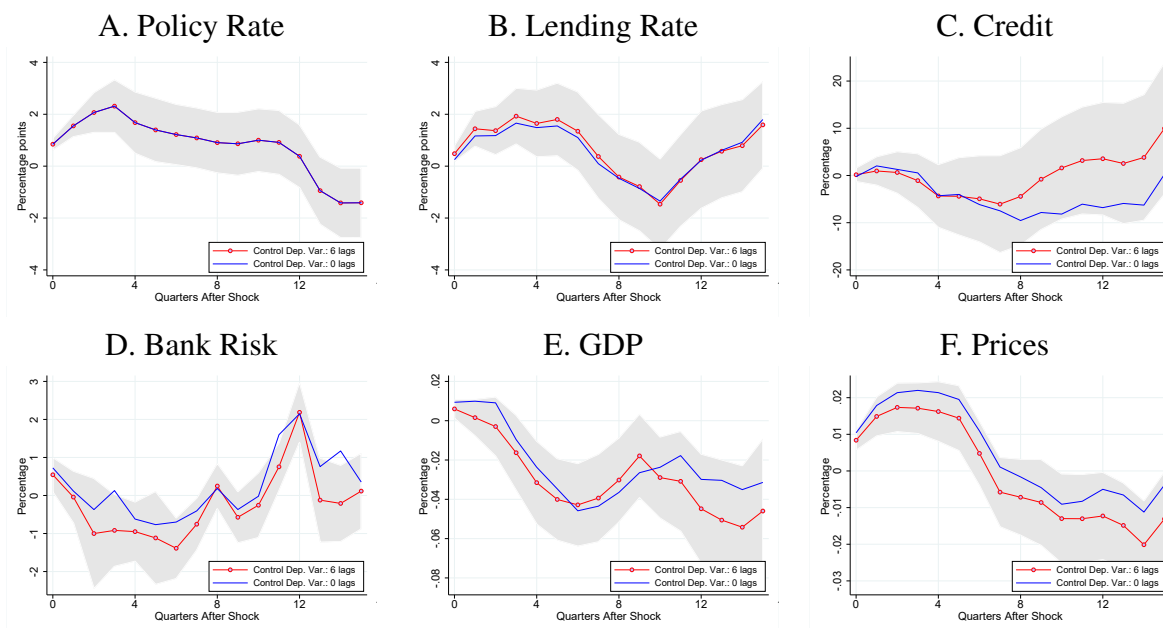 A. Policy Rate
Percentage points
4
2
0
-2
-4
Control Dep. Var.: 6 lags
Control Dep. Var.: 0 lags
0 4 8 12
Quarters After Shock
B. Lending Rate
Percentage points
4
2
0
-2
-4
Control Dep. Var.: 6 lags
Control Dep. Var.: 0 lags
0 4 8 12
Quarters After Shock
C. Credit
Percentage
20
10
0
-10
-20
Control Dep. Var.: 6 lags
Control Dep. Var.: 0 lags
0 4 8 12
Quarters After Shock
D. Bank Risk
Percentage
3
2
1
0
-1
-2
Control Dep. Var.: 6 lags
Control Dep. Var.: 0 lags
0 4 8 12
Quarters After Shock
E. GDP
Percentage
.02
0
-.02
-.04
-.06
-.08
Control Dep. Var.: 6 lags
Control Dep. Var.: 0 lags
0 4 8 12
Quarters After Shock
F. Prices
Percentage
.02
.01
0
-.01
-.02
-.03
Control Dep. Var.: 6 lags
Control Dep. Var.: 0 lags
0 4 8 12
Quarters After Shock